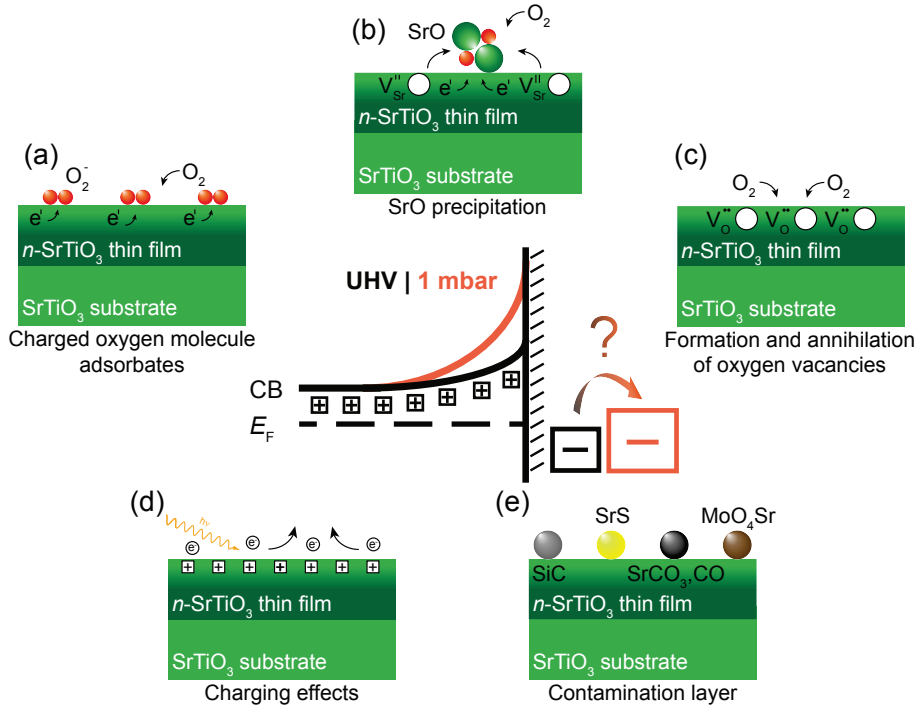 (b)
SrO
O₂
V''Sr
e'
e'
V''Sr
n-SrTiO₃ thin film
SrTiO₃ substrate
SrO precipitation
(a)
O₂⁻
O₂
e'
e'
e'
n-SrTiO₃ thin film
SrTiO₃ substrate
Charged oxygen molecule
adsorbates
(c)
O₂
O₂
V••O
V••O
V••O
n-SrTiO₃ thin film
SrTiO₃ substrate
Formation and annihilation
of oxygen vacancies
UHV | 1 mbar
?
CB
+ + + + + + +
EF
−
−
(d)
hν
e⁻ e⁻ e⁻ e⁻
+ + + + + + +
n-SrTiO₃ thin film
SrTiO₃ substrate
Charging effects
(e)
SrS
MoO₄Sr
SiC
SrCO₃,CO
n-SrTiO₃ thin film
SrTiO₃ substrate
Contamination layer